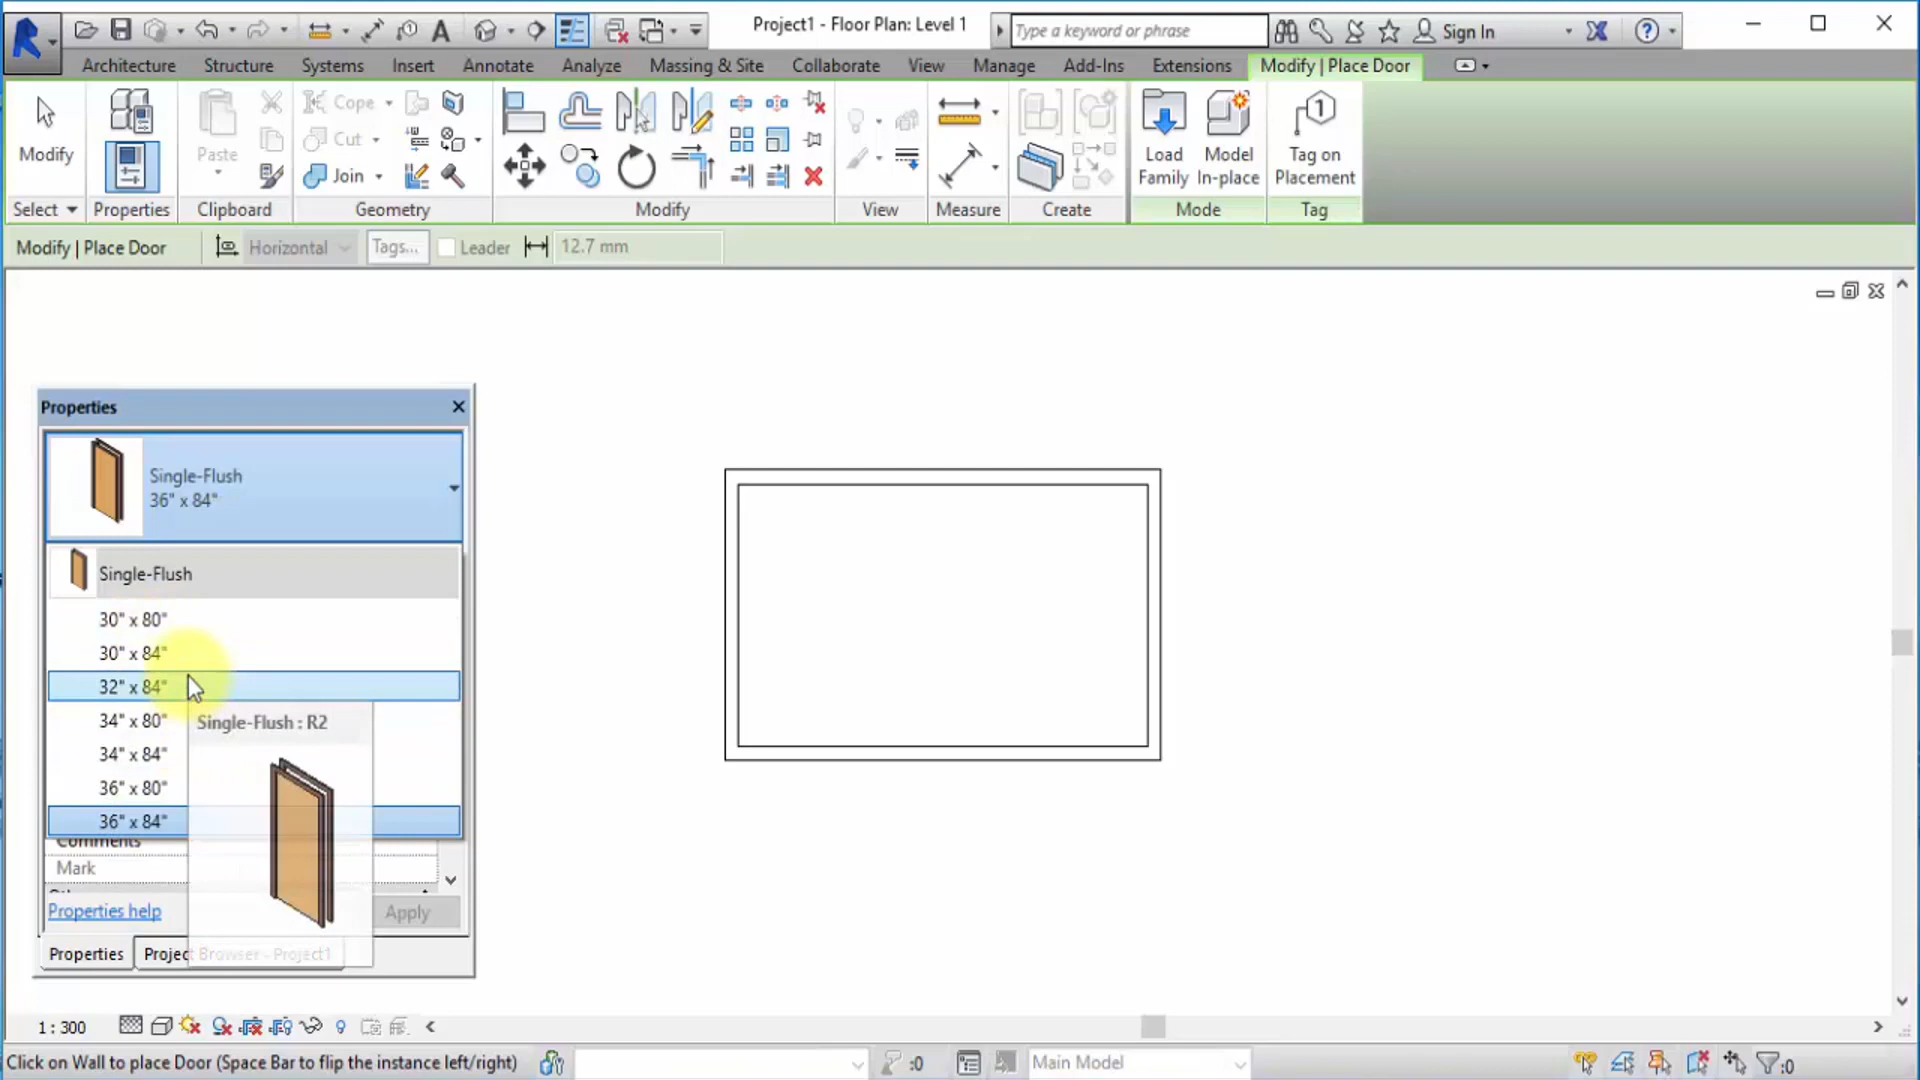 Project1 - Floor Plan: Level 1
Type a keyword or phrase
Sign In
Architecture Structure Systems Insert Annotate Analyze Massing & Site Collaborate View Manage Add-Ins Extensions Modify | Place Door
Modify
Paste
Cope
Cut
Join
Load Family
Model In-place
Tag on Placement
Select Properties Clipboard Geometry Modify View Measure Create Mode Tag
Modify | Place Door Horizontal Tags... Leader 12.7 mm
Properties
Single-Flush
36" x 84"
Single-Flush
30" x 80"
30" x 84"
32" x 84"
34" x 80"
Single-Flush : R2
34" x 84"
36" x 80"
36" x 84"
Comments
Mark
Properties help
Apply
Properties Project Browser - Project1
1 : 300
Click on Wall to place Door (Space Bar to flip the instance left/right)
:0
Main Model
:0